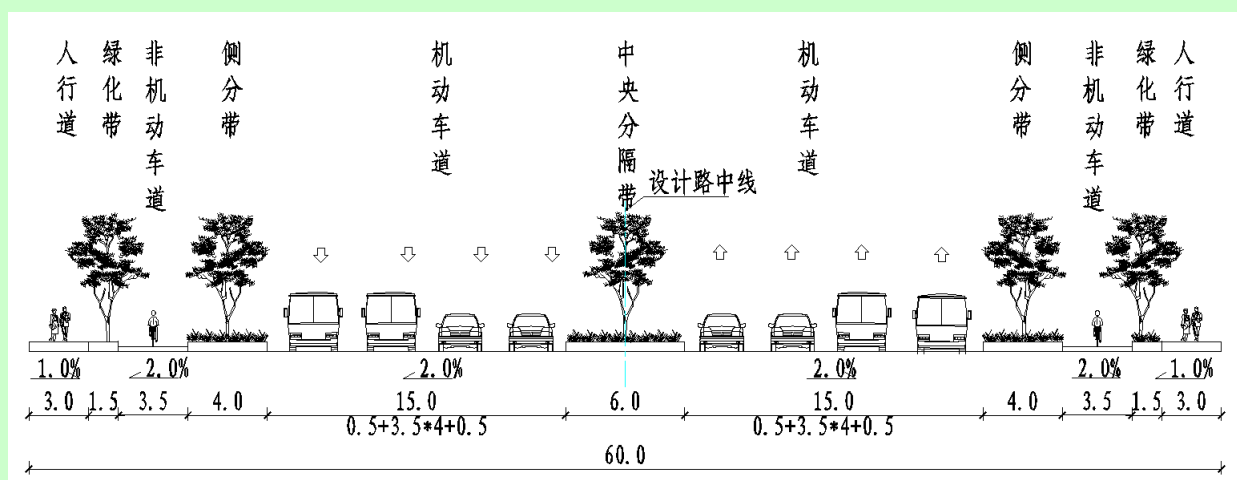 人行道
绿化带
非机动车道
侧分带
机动车道
中央分隔带
机动车道
侧分带
非机动车道
绿化带
人行道
设计路中线
1.0% 2.0% 2.0% 2.0% 2.0% 1.0%
3.0 1.5 3.5 4.0 15.0 6.0 15.0 4.0 3.5 1.5 3.0
0.5+3.5*4+0.5 0.5+3.5*4+0.5
60.0